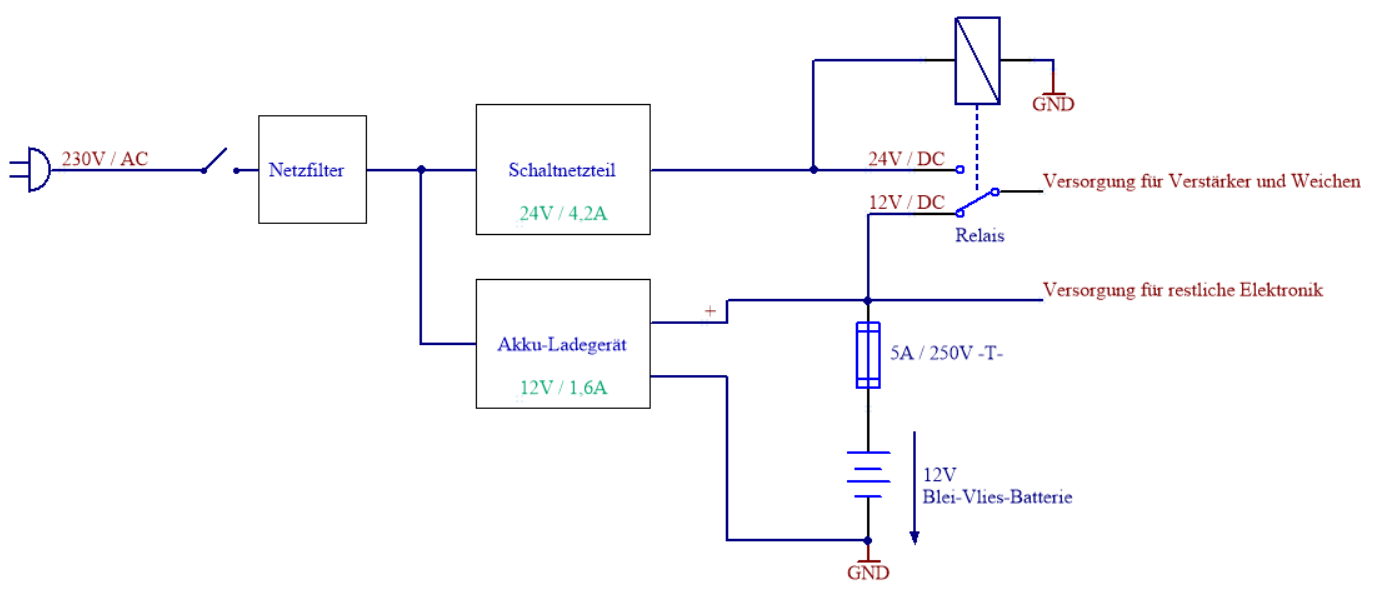 GND
230V / AC
Netzfilter
Schaltnetzteil
24V / 4,2A
24V / DC
12V / DC
Versorgung für Verstärker und Weichen
Relais
Versorgung für restliche Elektronik
+
Akku-Ladegerät
12V / 1,6A
5A / 250V -T-
12V
Blei-Vlies-Batterie
GND